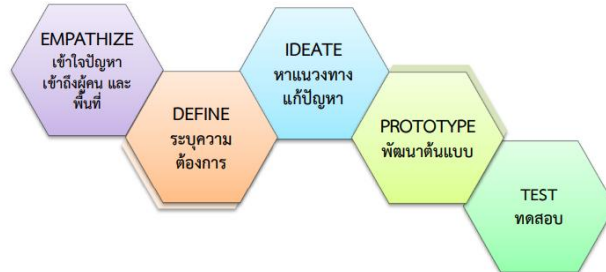 EMPATHIZE
เข้าใจปัญหา
เข้าถึงผู้คน และ
พื้นที่
DEFINE
ระบุความ
ต้องการ
IDEATE
หาแนวงทาง
แก้ปัญหา
PROTOTYPE
พัฒนาต้นแบบ
TEST
ทดสอบ